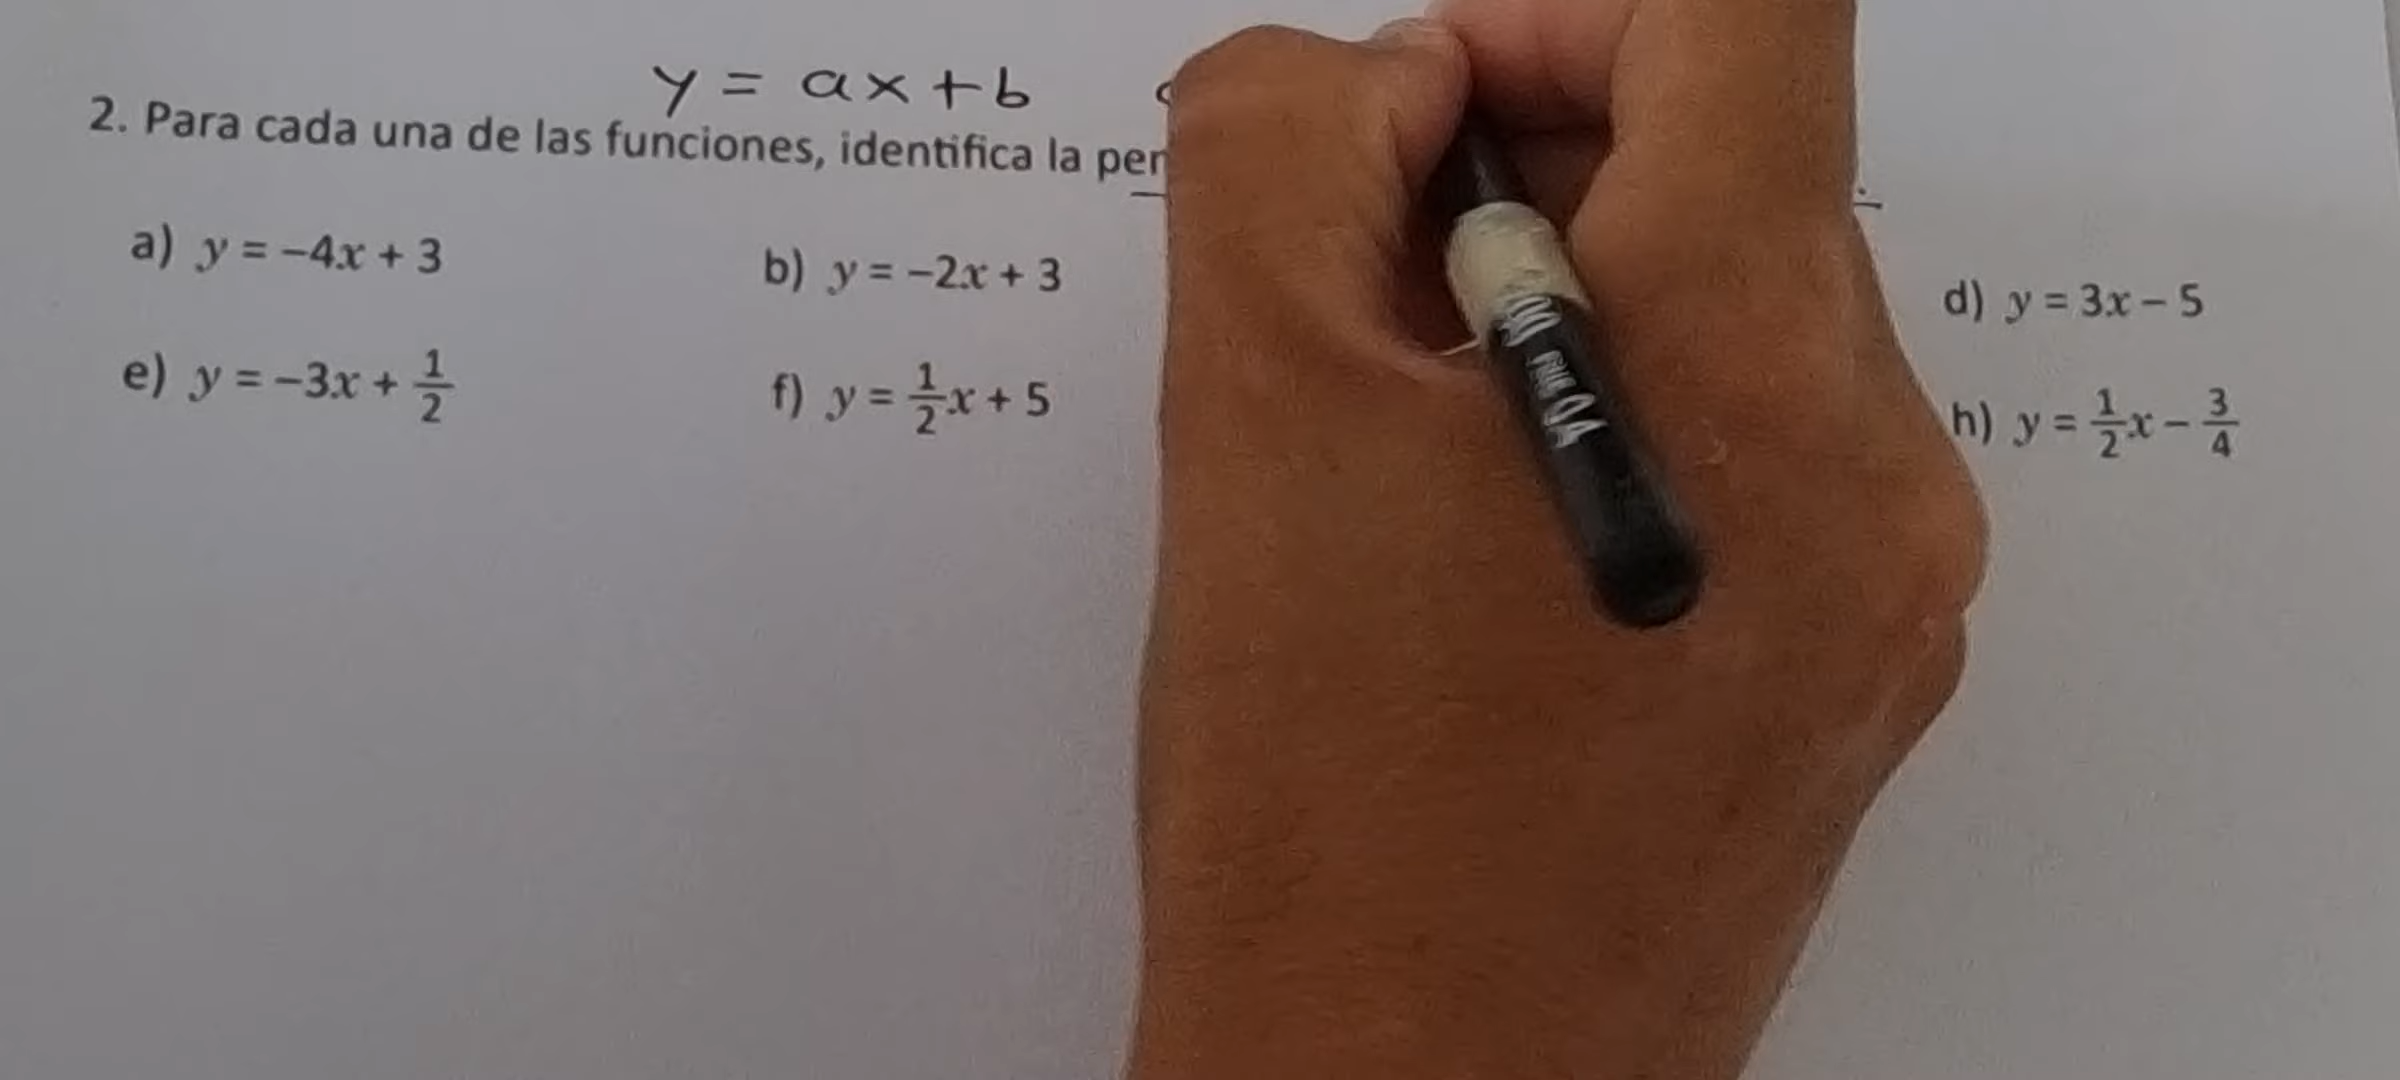 y = ax + b
2. Para cada una de las funciones, identifica la
a) y = −4x + 3 b) y = −2x + 3 d) y = 3x − 5
e) y = −3x + 1/2 f) y = 1/2x + 5 h) y = 1/2x − 3/4